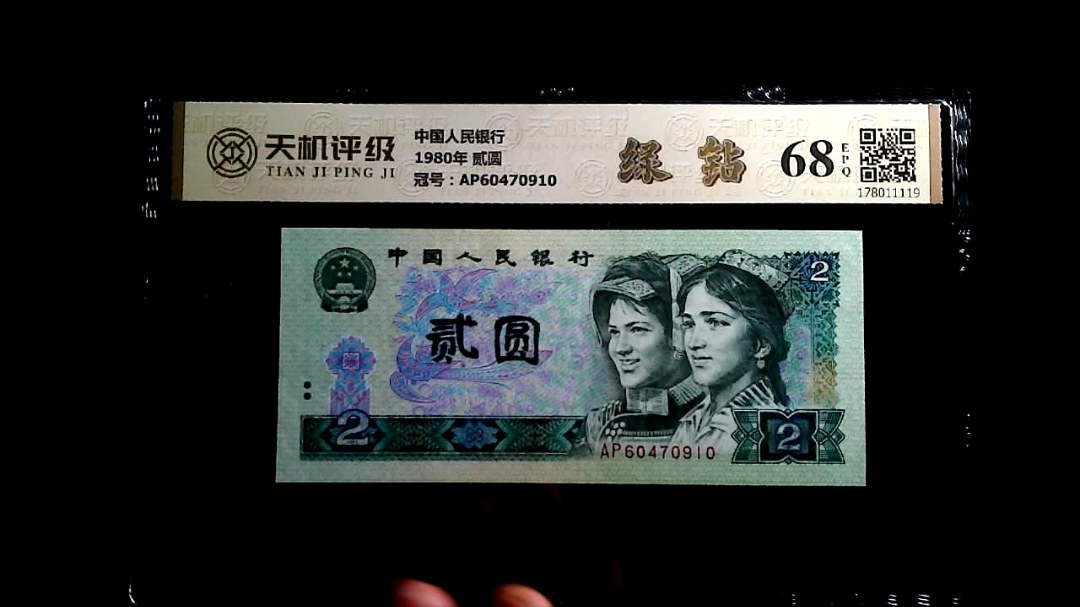 天机评级
TIAN JI PING JI
中国人民银行
1980年 贰圆
冠号：AP60470910
绿钻
68
EPQ
178011119
中国人民银行
2
贰圆
2
AP60470910
2